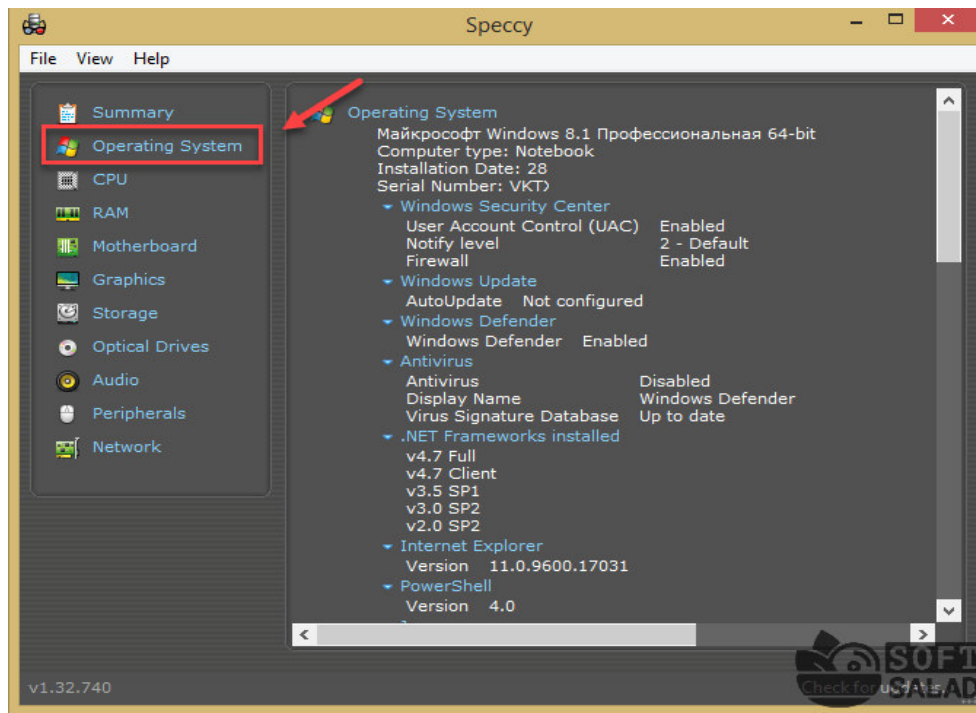 Speccy
File View Help
Summary
Operating System
CPU
RAM
Motherboard
Graphics
Storage
Optical Drives
Audio
Peripherals
Network
Operating System
Майкрософт Windows 8.1 Профессиональная 64-bit
Computer type: Notebook
Installation Date: 28
Serial Number: VKT
Windows Security Center
User Account Control (UAC) Enabled
Notify level 2 - Default
Firewall Enabled
Windows Update
AutoUpdate Not configured
Windows Defender
Windows Defender Enabled
Antivirus
Antivirus Disabled
Display Name Windows Defender
Virus Signature Database Up to date
.NET Frameworks installed
v4.7 Full
v4.7 Client
v3.5 SP1
v3.0 SP2
v2.0 SP2
Internet Explorer
Version 11.0.9600.17031
PowerShell
Version 4.0
v1.32.740
Check for updates...
SOFT
SALAD